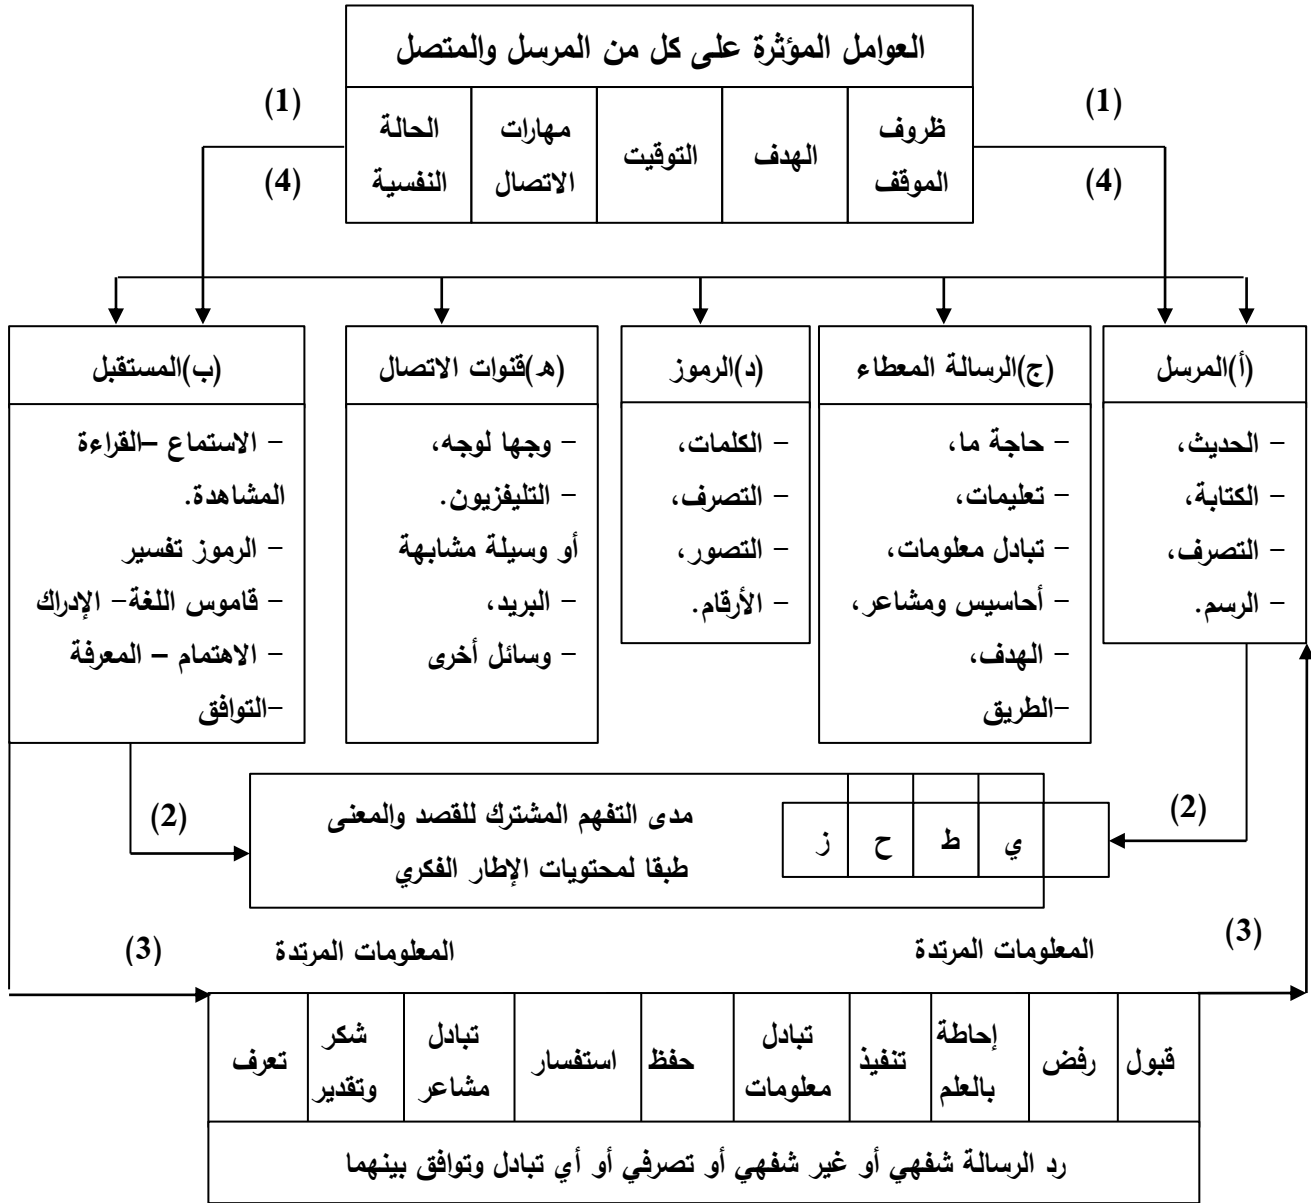 العوامل المؤثرة على كل من المرسل والمتصل
(1)
(1)
ظروف
الموقف
الهدف
التوقيت
مهارات
الاتصال
الحالة
النفسية
(4)
(4)
(أ)المرسل
– الحديث،
– الكتابة،
– التصرف،
– الرسم.
(ج)الرسالة المعطاء
– حاجة ما،
– تعليمات،
– تبادل معلومات،
– أحاسيس ومشاعر،
– الهدف،
–الطريق
(د)الرموز
– الكلمات،
– التصرف،
– التصور،
– الأرقام.
(هـ)قنوات الاتصال
– وجها لوجه،
– التليفزيون.
أو وسيلة مشابهة
– البريد،
– وسائل أخرى
(ب)المستقبل
– الاستماع –القراءة
المشاهدة.
– الرموز تفسير
– قاموس اللغة– الإدراك
– الاهتمام – المعرفة
–التوافق
(2)
(2)
ي
ط
ح
ز
مدى التفهم المشترك للقصد والمعنى
طبقا لمحتويات الإطار الفكري
(3)
المعلومات المرتدة
المعلومات المرتدة
(3)
قبول
رفض
إحاطة
بالعلم
تنفيذ
تبادل
معلومات
حفظ
استفسار
تبادل
مشاعر
شكر
وتقدير
تعرف
رد الرسالة شفهي أو غير شفهي أو تصرفي أو أي تبادل وتوافق بينهما